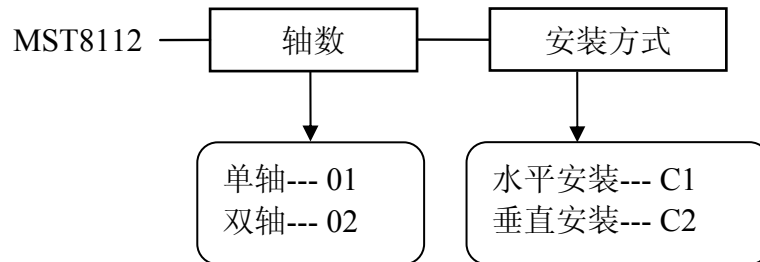 MST8112 轴数 安装方式
单轴--- 01
双轴--- 02
水平安装--- C1
垂直安装--- C2